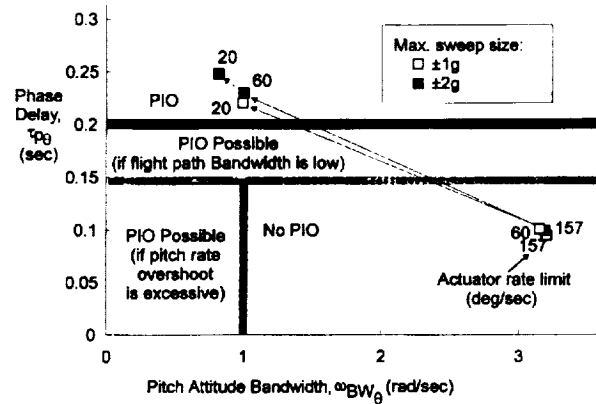 0.3
0.25
0.2
0.15
0.1
0.05
0
Phase
Delay,
τpθ
(sec)
20
60
20
PIO
Max. sweep size:
±1g
±2g
PIO Possible
(if flight path Bandwidth is low)
PIO Possible
(if pitch rate
overshoot
is excessive)
No PIO
60
157
157
Actuator rate limit
(deg/sec)
0
1
2
3
Pitch Attitude Bandwidth, ωBWθ (rad/sec)